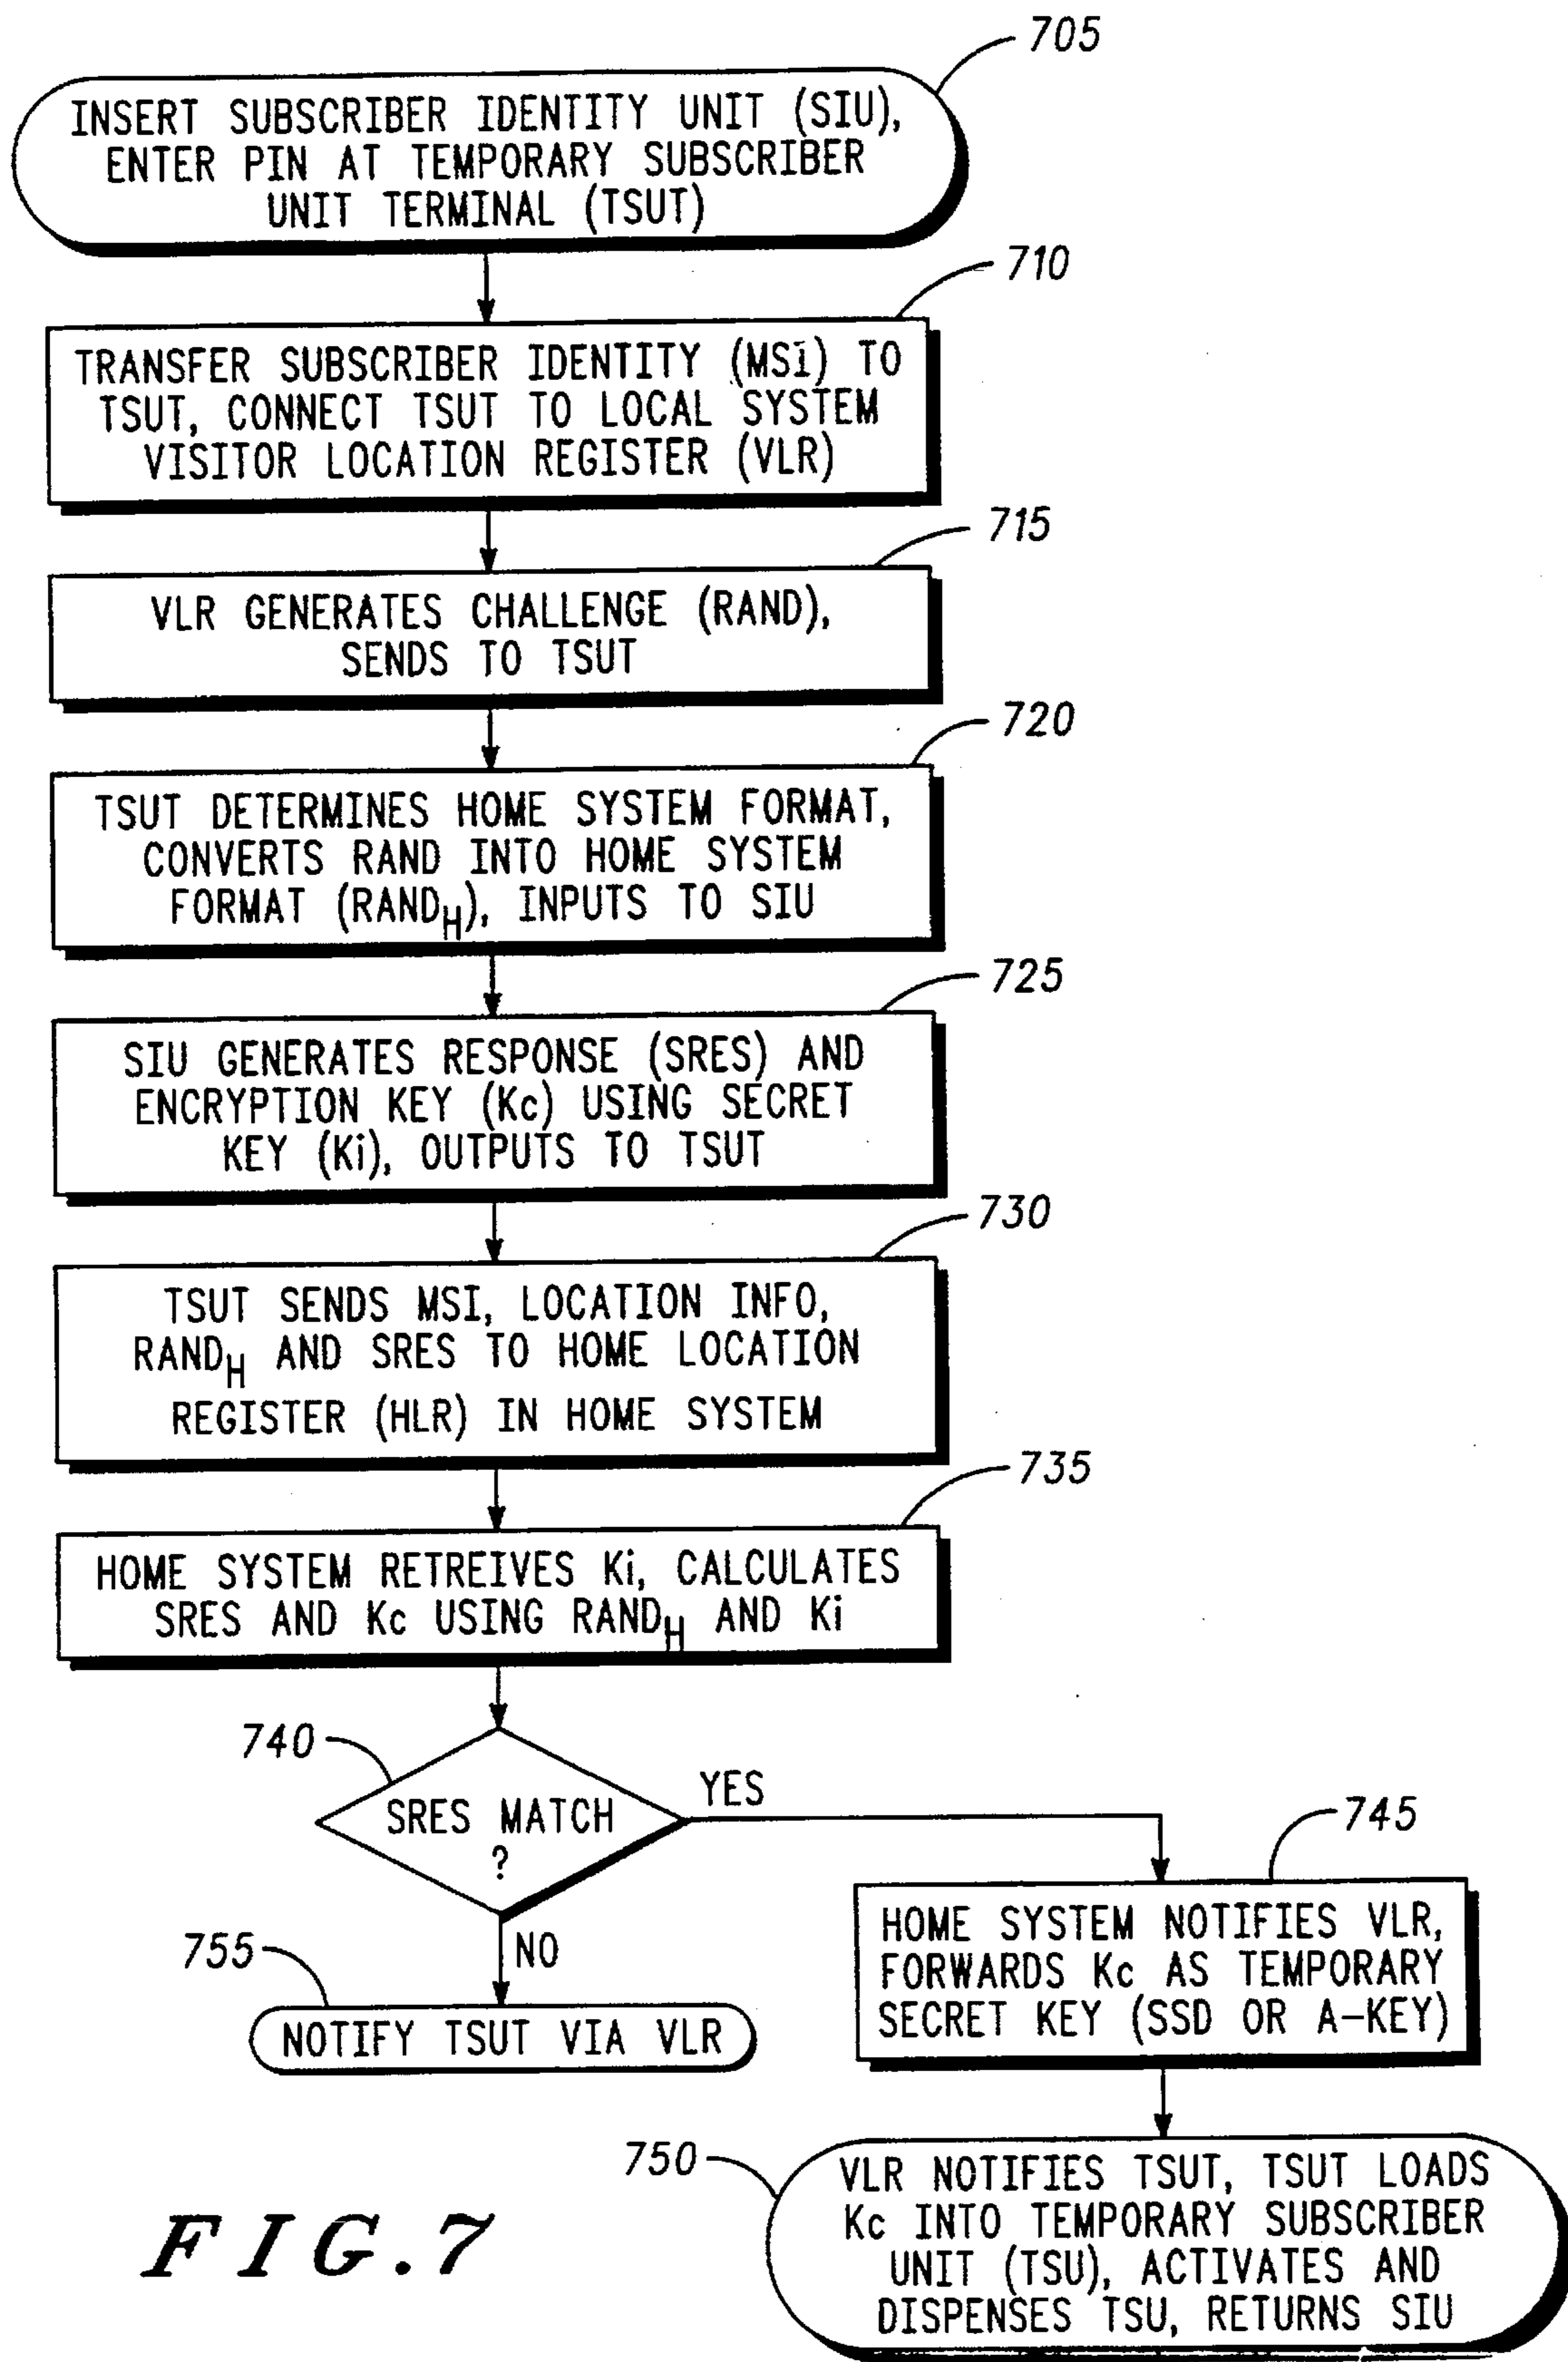 705
INSERT SUBSCRIBER IDENTITY UNIT (SIU),
ENTER PIN AT TEMPORARY SUBSCRIBER
UNIT TERMINAL (TSUT)
710
TRANSFER SUBSCRIBER IDENTITY (MSI) TO
TSUT, CONNECT TSUT TO LOCAL SYSTEM
VISITOR LOCATION REGISTER (VLR)
715
VLR GENERATES CHALLENGE (RAND),
SENDS TO TSUT
720
TSUT DETERMINES HOME SYSTEM FORMAT,
CONVERTS RAND INTO HOME SYSTEM
FORMAT (RANDH), INPUTS TO SIU
725
SIU GENERATES RESPONSE (SRES) AND
ENCRYPTION KEY (Kc) USING SECRET
KEY (Ki), OUTPUTS TO TSUT
730
TSUT SENDS MSI, LOCATION INFO,
RANDH AND SRES TO HOME LOCATION
REGISTER (HLR) IN HOME SYSTEM
735
HOME SYSTEM RETREIVES Ki, CALCULATES
SRES AND Kc USING RANDH AND Ki
740
SRES MATCH
?
YES
NO
745
HOME SYSTEM NOTIFIES VLR,
FORWARDS Kc AS TEMPORARY
SECRET KEY (SSD OR A-KEY)
755
NOTIFY TSUT VIA VLR
750
VLR NOTIFIES TSUT, TSUT LOADS
Kc INTO TEMPORARY SUBSCRIBER
UNIT (TSU), ACTIVATES AND
DISPENSES TSU, RETURNS SIU
FIG.7